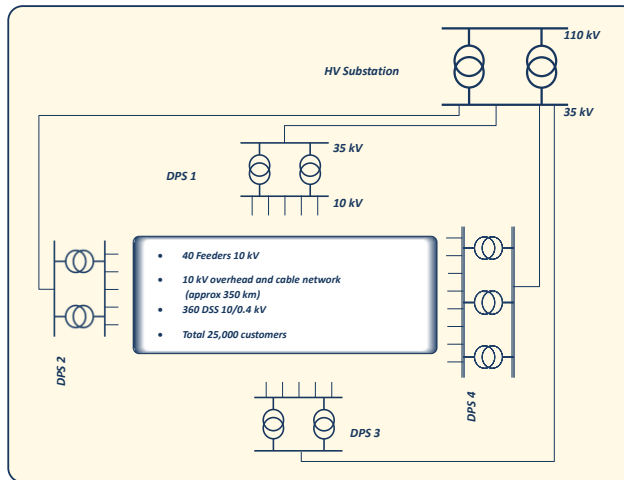 110 kV
HV Substation
35 kV
35 kV
DPS 1
10 kV
• 40 Feeders 10 kV
• 10 kV overhead and cable network
(approx 350 km)
• 360 DSS 10/0.4 kV
• Total 25,000 customers
DPS 2
DPS 4
DPS 3